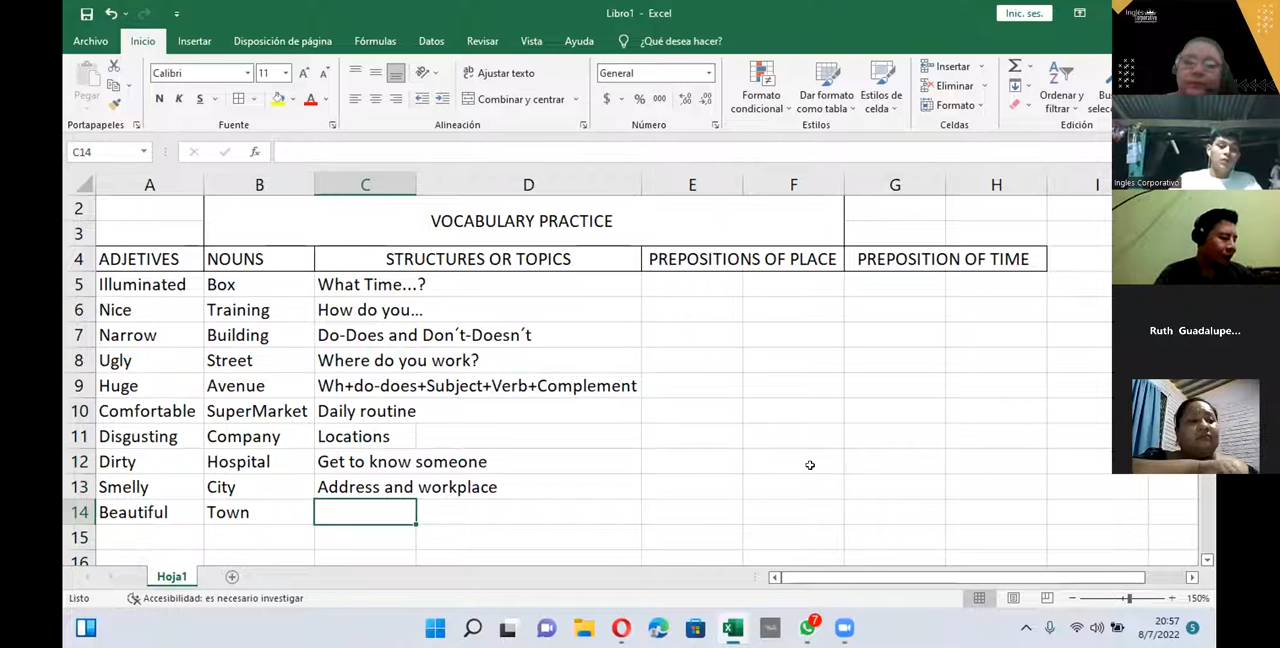 Libro1 - Excel
Inic. ses.
Archivo Inicio Insertar Disposición de página Fórmulas Datos Revisar Vista Ayuda ¿Qué desea hacer?
Pegar
Calibri 11
N K S
Ajustar texto
Combinar y centrar
General
$ % 000
Formato condicional
Dar formato como tabla
Estilos de celda
Insertar
Eliminar
Formato
Ordenar y filtrar
Portapapeles Fuente Alineación Número Estilos Celdas Edición
C14 fx
A B C D E F G H I
2
3 VOCABULARY PRACTICE
4 ADJETIVES NOUNS STRUCTURES OR TOPICS PREPOSITIONS OF PLACE PREPOSITION OF TIME
5 Illuminated Box What Time...?
6 Nice Training How do you...
7 Narrow Building Do-Does and Don´t-Doesn´t
8 Ugly Street Where do you work?
9 Huge Avenue Wh+do-does+Subject+Verb+Complement
10 Comfortable SuperMarket Daily routine
11 Disgusting Company Locations
12 Dirty Hospital Get to know someone
13 Smelly City Address and workplace
14 Beautiful Town
15
16
Hoja1
Listo Accesibilidad: es necesario investigar 150%
7
20:57
8/7/2022
5
Inglés Corporativo
Ingles Corporativo
Ruth Guadalupe...